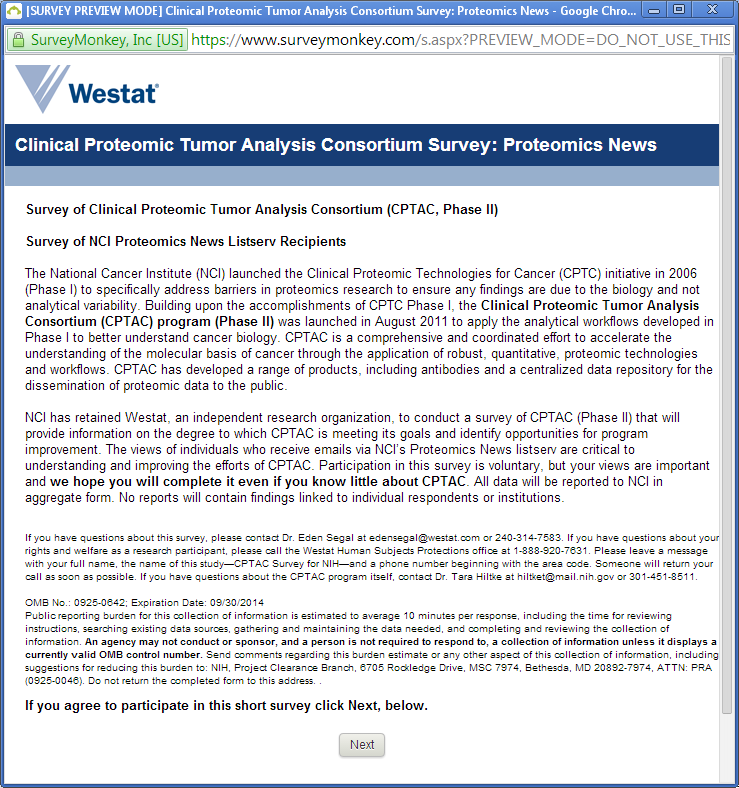 [SURVEY PREVIEW MODE] Clinical Proteomic Tumor Analysis Consortium Survey: Proteomics News - Google Chro...
SurveyMonkey, Inc [US] https://www.surveymonkey.com/s.aspx?PREVIEW_MODE=DO_NOT_USE_THIS
Westat
Clinical Proteomic Tumor Analysis Consortium Survey: Proteomics News
Survey of Clinical Proteomic Tumor Analysis Consortium (CPTAC, Phase II)
Survey of NCI Proteomics News Listserv Recipients
The National Cancer Institute (NCI) launched the Clinical Proteomic Technologies for Cancer (CPTC) initiative in 2006
(Phase I) to specifically address barriers in proteomics research to ensure any findings are due to the biology and not
analytical variability. Building upon the accomplishments of CPTC Phase I, the Clinical Proteomic Tumor Analysis
Consortium (CPTAC) program (Phase II) was launched in August 2011 to apply the analytical workflows developed in
Phase I to better understand cancer biology. CPTAC is a comprehensive and coordinated effort to accelerate the
understanding of the molecular basis of cancer through the application of robust, quantitative, proteomic technologies
and workflows. CPTAC has developed a range of products, including antibodies and a centralized data repository for the
dissemination of proteomic data to the public.
NCI has retained Westat, an independent research organization, to conduct a survey of CPTAC (Phase II) that will
provide information on the degree to which CPTAC is meeting its goals and identify opportunities for program
improvement. The views of individuals who receive emails via NCI's Proteomics News listserv are critical to
understanding and improving the efforts of CPTAC. Participation in this survey is voluntary, but your views are important
and we hope you will complete it even if you know little about CPTAC. All data will be reported to NCI in
aggregate form. No reports will contain findings linked to individual respondents or institutions.
If you have questions about this survey, please contact Dr. Eden Segal at edensegal@westat.com or 240-314-7583. If you have questions about your
rights and welfare as a research participant, please call the Westat Human Subjects Protections office at 1-888-920-7631. Please leave a message
with your full name, the name of this study—CPTAC Survey for NIH—and a phone number beginning with the area code. Someone will return your
call as soon as possible. If you have questions about the CPTAC program itself, contact Dr. Tara Hiltke at hiltket@mail.nih.gov or 301-451-8511.
OMB No.: 0925-0642; Expiration Date: 09/30/2014
Public reporting burden for this collection of information is estimated to average 10 minutes per response, including the time for reviewing
instructions, searching existing data sources, gathering and maintaining the data needed, and completing and reviewing the collection of
information. An agency may not conduct or sponsor, and a person is not required to respond to, a collection of information unless it displays a
currently valid OMB control number. Send comments regarding this burden estimate or any other aspect of this collection of information, including
suggestions for reducing this burden to: NIH, Project Clearance Branch, 6705 Rockledge Drive, MSC 7974, Bethesda, MD 20892-7974, ATTN: PRA
(0925-0046). Do not return the completed form to this address. .
If you agree to participate in this short survey click Next, below.
Next